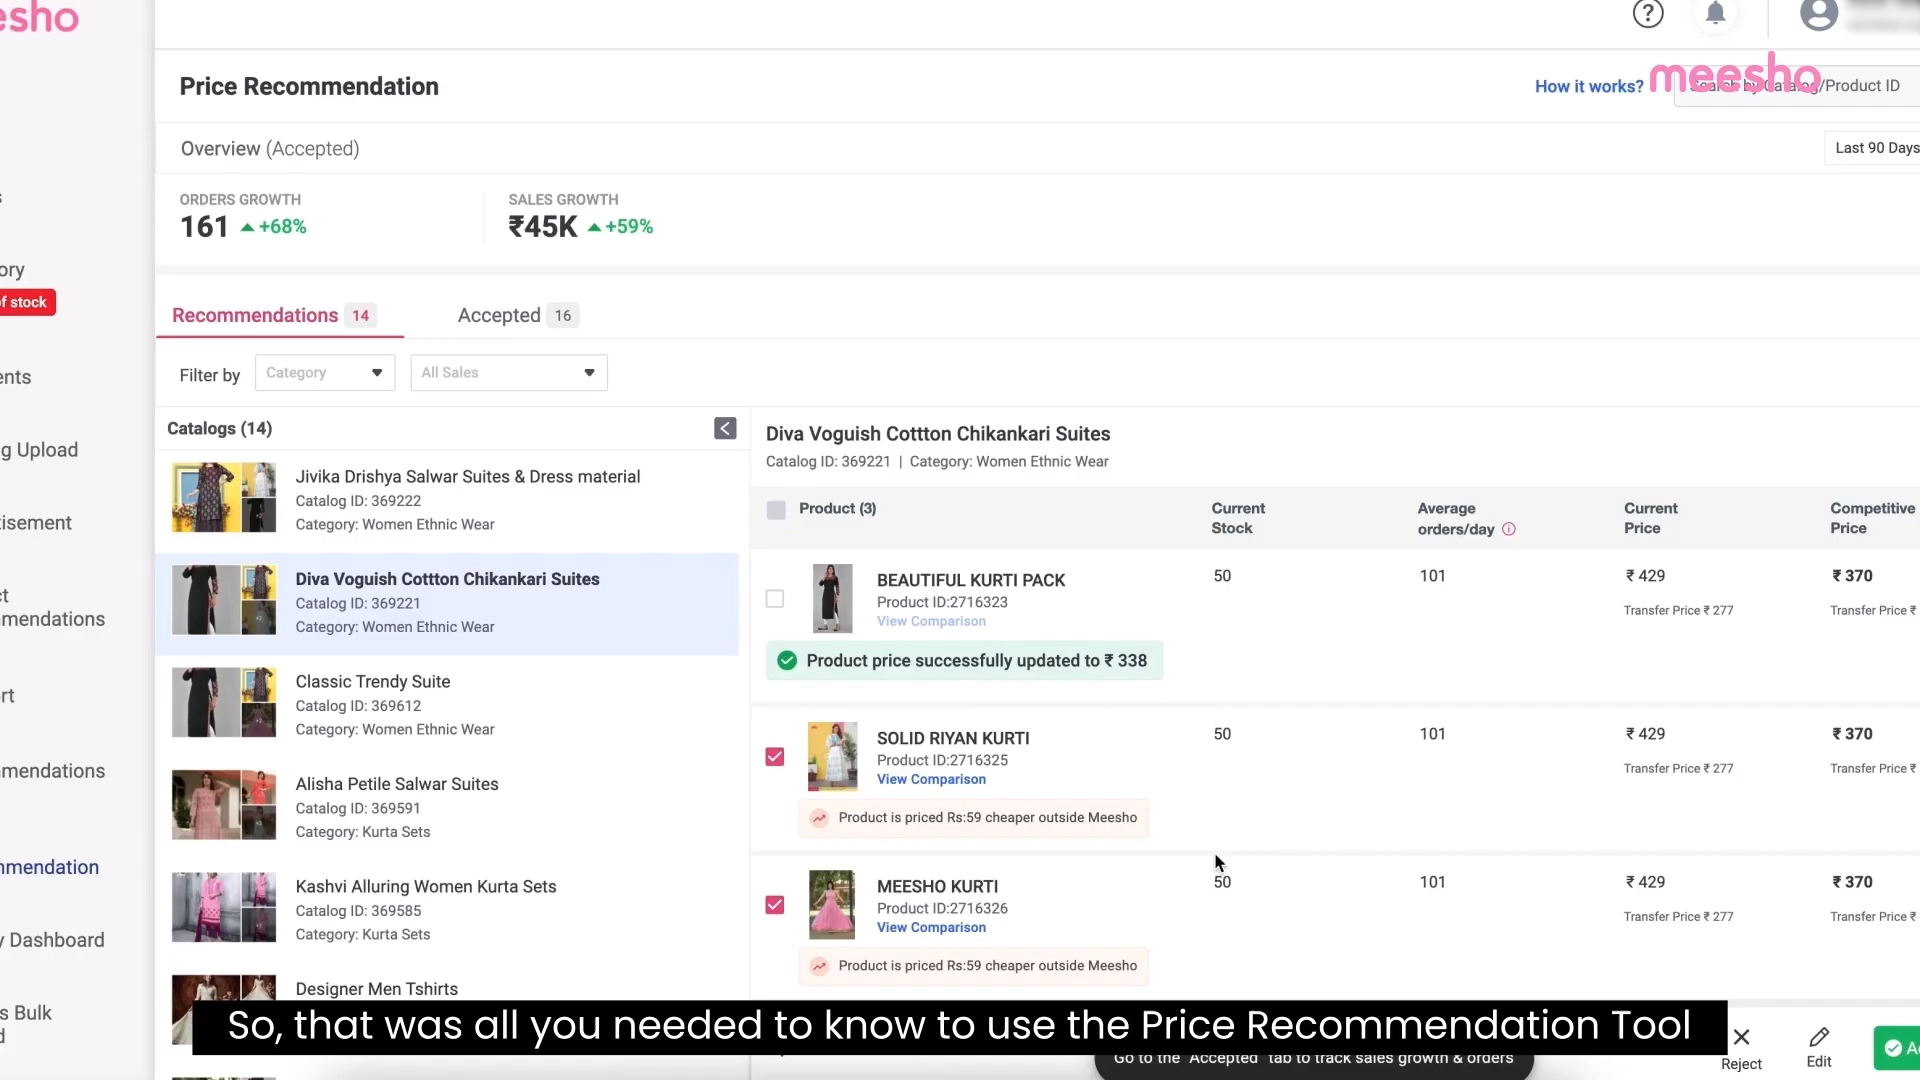 esho
Price Recommendation
How it works?
meesho
Search by Catalog/Product ID
Overview (Accepted)
Last 90 Days
ORDERS GROWTH
161 +68%
SALES GROWTH
₹45K +59%
ory
of stock
ents
g Upload
isement
mendations
rt
mendations
mmendation
y Dashboard
s Bulk
Recommendations 14
Accepted 16
Filter by
Category
All Sales
Catalogs (14)
Jivika Drishya Salwar Suites & Dress material
Catalog ID: 369222
Category: Women Ethnic Wear
Diva Voguish Cottton Chikankari Suites
Catalog ID: 369221
Category: Women Ethnic Wear
Classic Trendy Suite
Catalog ID: 369612
Category: Women Ethnic Wear
Alisha Petile Salwar Suites
Catalog ID: 369591
Category: Kurta Sets
Kashvi Alluring Women Kurta Sets
Catalog ID: 369585
Category: Kurta Sets
Designer Men Tshirts
Diva Voguish Cottton Chikankari Suites
Catalog ID: 369221 | Category: Women Ethnic Wear
Product (3)
Current
Stock
Average
orders/day
Current
Price
Competitive
Price
BEAUTIFUL KURTI PACK
Product ID:2716323
View Comparison
50
101
₹ 429
Transfer Price ₹ 277
₹ 370
Transfer Price ₹
Product price successfully updated to ₹ 338
SOLID RIYAN KURTI
Product ID:2716325
View Comparison
50
101
₹ 429
Transfer Price ₹ 277
₹ 370
Transfer Price ₹
Product is priced Rs:59 cheaper outside Meesho
MEESHO KURTI
Product ID:2716326
View Comparison
50
101
₹ 429
Transfer Price ₹ 277
₹ 370
Transfer Price ₹
Product is priced Rs:59 cheaper outside Meesho
So, that was all you needed to know to use the Price Recommendation Tool
Go to the 'Accepted' tab to track sales growth & orders
Reject
Edit